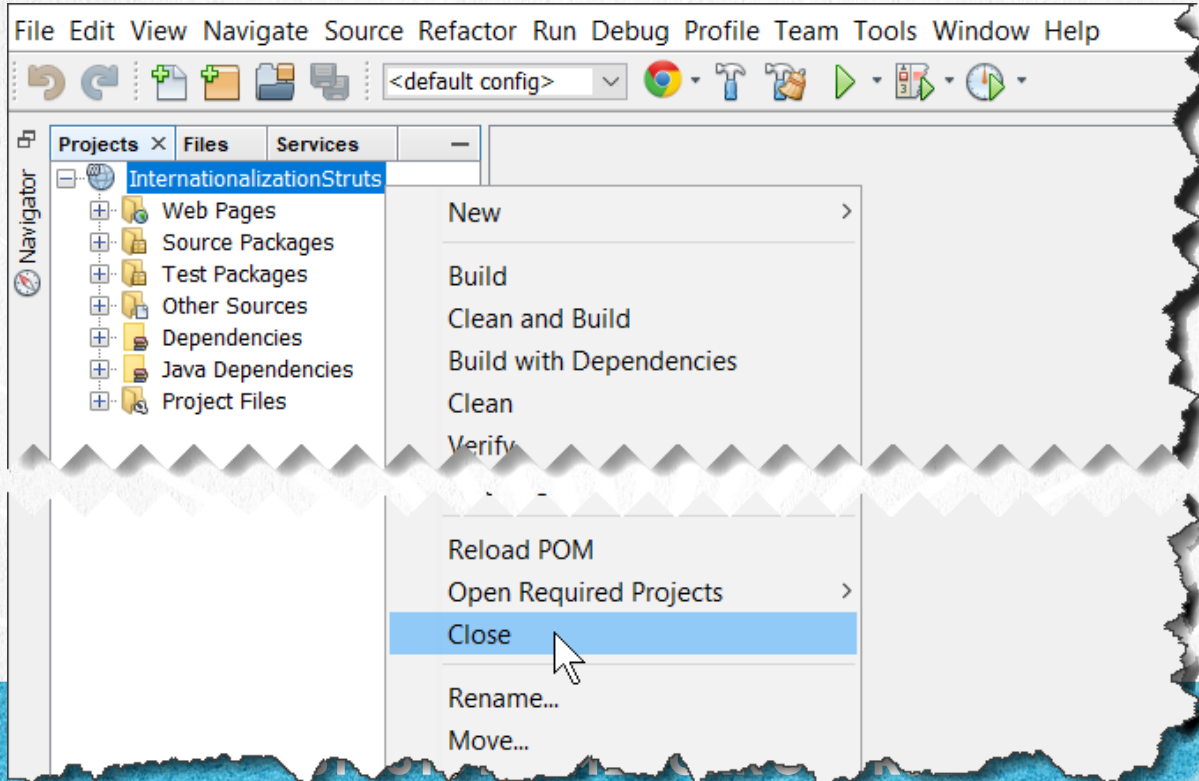 File Edit View Navigate Source Refactor Run Debug Profile Team Tools Window Help
<default config>
Projects Files Services
Navigator
InternationalizationStruts
Web Pages
Source Packages
Test Packages
Other Sources
Dependencies
Java Dependencies
Project Files
New
Build
Clean and Build
Build with Dependencies
Clean
Verify
Reload POM
Open Required Projects
Close
Rename...
Move...